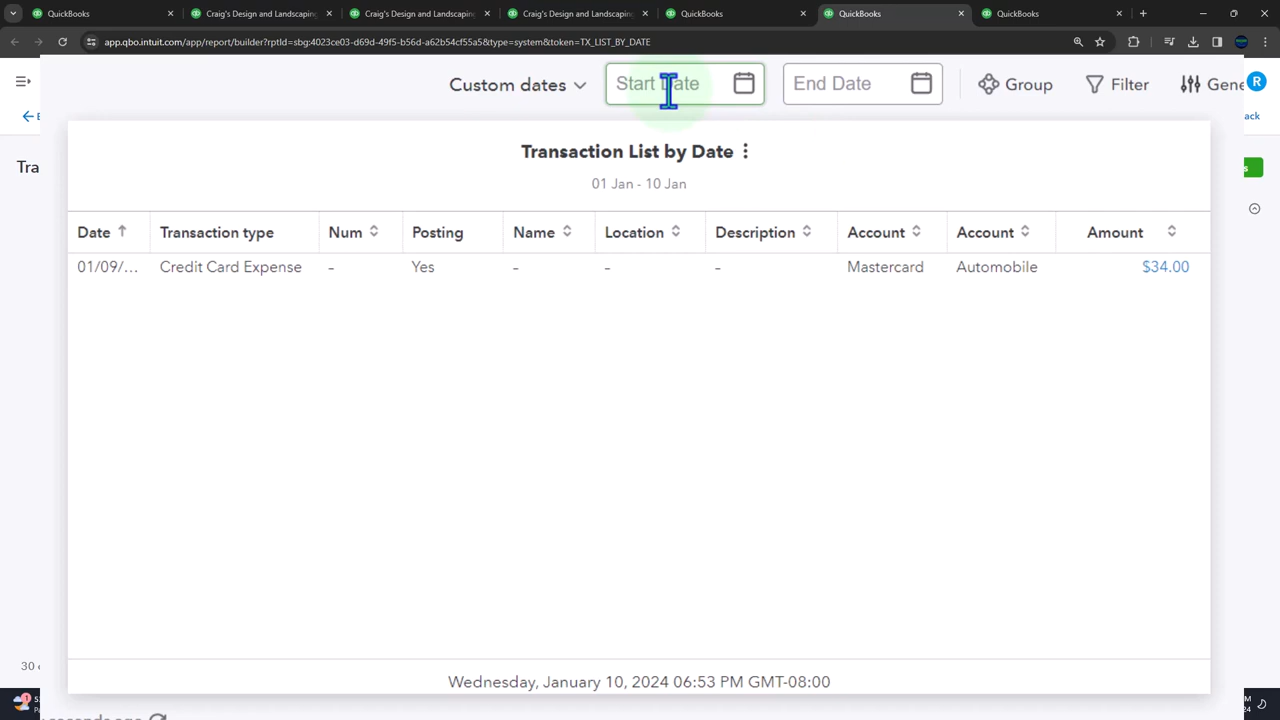 QuickBooks
Craig's Design and Landscaping
Craig's Design and Landscaping
Craig's Design and Landscaping
QuickBooks
QuickBooks
QuickBooks
app.qbo.intuit.com/app/report/builder?rptId=sbg:4023ce03-d69d-49f5-b56d-a62b54cf55a5&type=system&token=TX_LIST_BY_DATE
Custom dates Start Date End Date Group Filter Gene R
ack
Tra
Transaction List by Date
01 Jan - 10 Jan
Date Transaction type Num Posting Name Location Description Account Account Amount
01/09/... Credit Card Expense - Yes - - - Mastercard Automobile $34.00
30
Wednesday, January 10, 2024 06:53 PM GMT-08:00